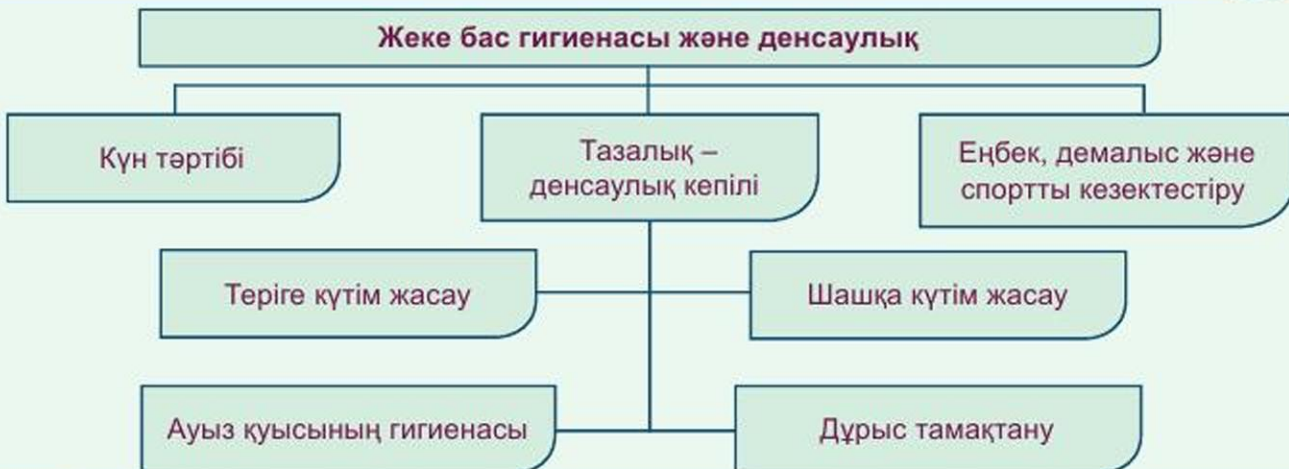 Жеке бас гигиенасы және денсаулық
Күн тәртібі
Тазалық –
денсаулық кепілі
Еңбек, демалыс және
спортты кезектестіру
Теріге күтім жасау
Шашқа күтім жасау
Ауыз қуысының гигиенасы
Дұрыс тамақтану